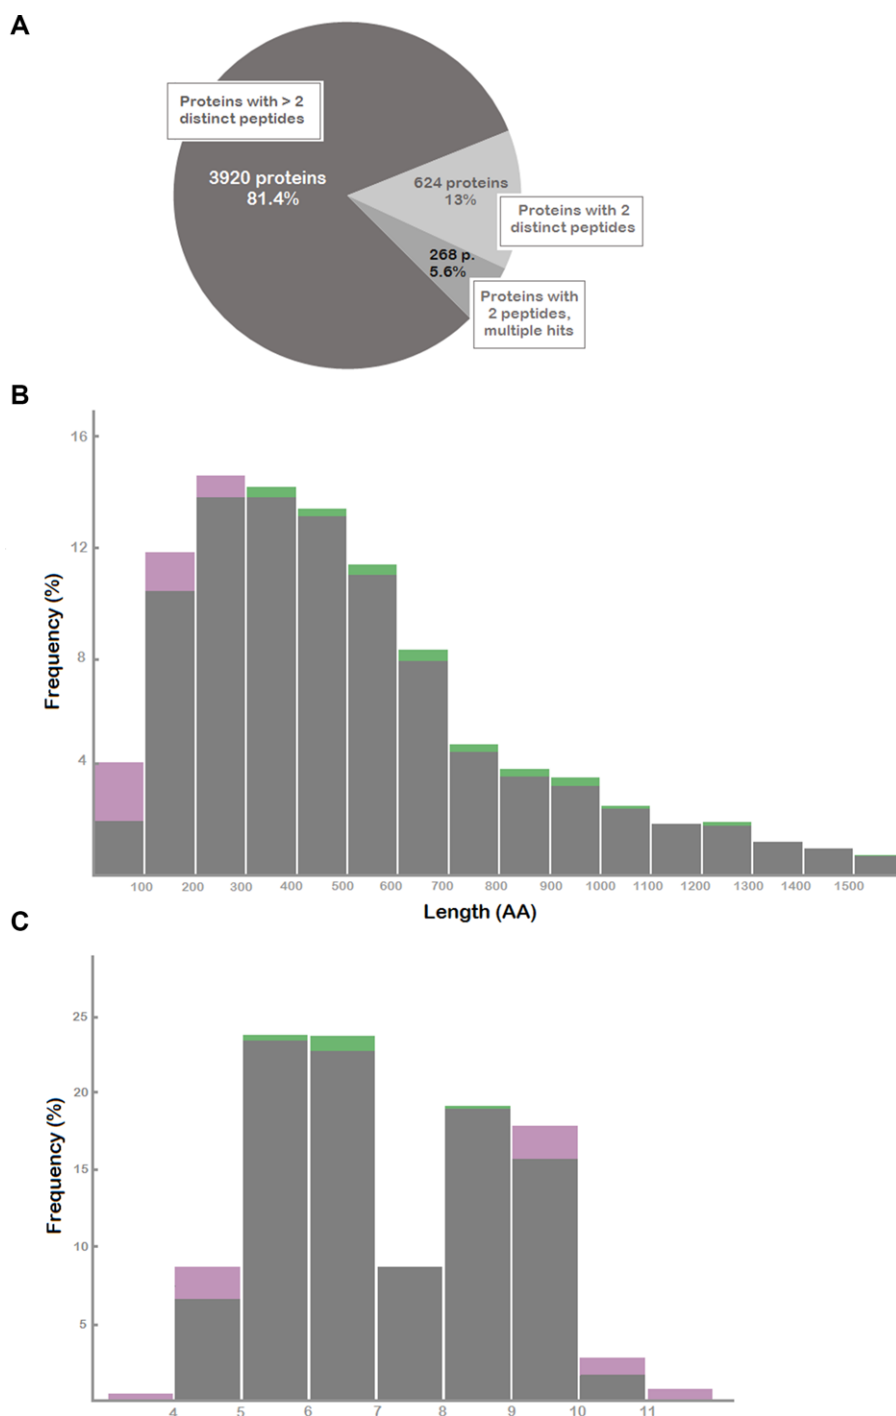 A
Proteins with > 2
distinct peptides
3920 proteins
81.4%
624 proteins
13%
Proteins with 2
distinct peptides
268 p.
5.6%
Proteins with
2 peptides,
multiple hits
B
Frequency (%)
16
12
8
4
100 200 300 400 500 600 700 800 900 1000 1100 1200 1300 1400 1500
Length (AA)
C
Frequency (%)
25
20
15
10
5
4 5 6 7 8 9 10 11